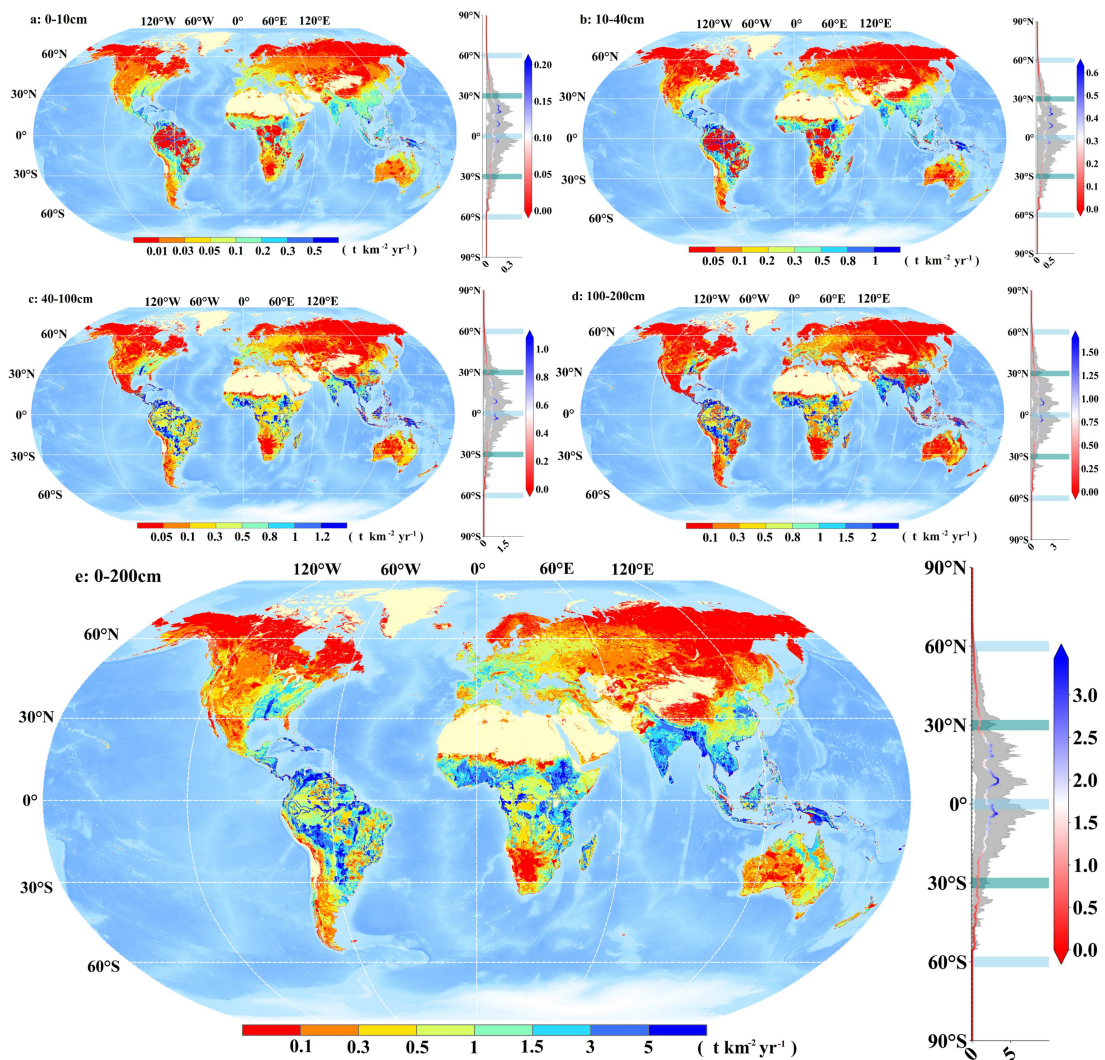 a: 0-10cm
120°W 60°W 0° 60°E 120°E
60°N
30°N
0°
30°S
60°S
0.01 0.03 0.05 0.1 0.2 0.3 0.5 ( t km⁻² yr⁻¹)
90°N
60°N
30°N
0°
30°S
60°S
90°S
0 0.3
0.20
0.15
0.10
0.05
0.00
b: 10-40cm
120°W 60°W 0° 60°E 120°E
60°N
30°N
0°
30°S
60°S
0.05 0.1 0.2 0.3 0.5 0.8 1 ( t km⁻² yr⁻¹)
90°N
60°N
30°N
0°
30°S
60°S
90°S
0 0.5
0.6
0.5
0.4
0.3
0.2
0.1
0.0
c: 40-100cm
120°W 60°W 0° 60°E 120°E
60°N
30°N
0°
30°S
60°S
0.05 0.1 0.3 0.5 0.8 1 1.2 ( t km⁻² yr⁻¹)
90°N
60°N
30°N
0°
30°S
60°S
90°S
0 1.5
1.0
0.8
0.6
0.4
0.2
0.0
d: 100-200cm
120°W 60°W 0° 60°E 120°E
60°N
30°N
0°
30°S
60°S
0.1 0.3 0.5 0.8 1 1.5 2 ( t km⁻² yr⁻¹)
90°N
60°N
30°N
0°
30°S
60°S
90°S
0 3
1.50
1.25
1.00
0.75
0.50
0.25
0.00
e: 0-200cm
120°W 60°W 0° 60°E 120°E
60°N
30°N
0°
30°S
60°S
0.1 0.3 0.5 1 1.5 3 5 ( t km⁻² yr⁻¹)
90°N
60°N
30°N
0°
30°S
60°S
90°S
0 5
3.0
2.5
2.0
1.5
1.0
0.5
0.0